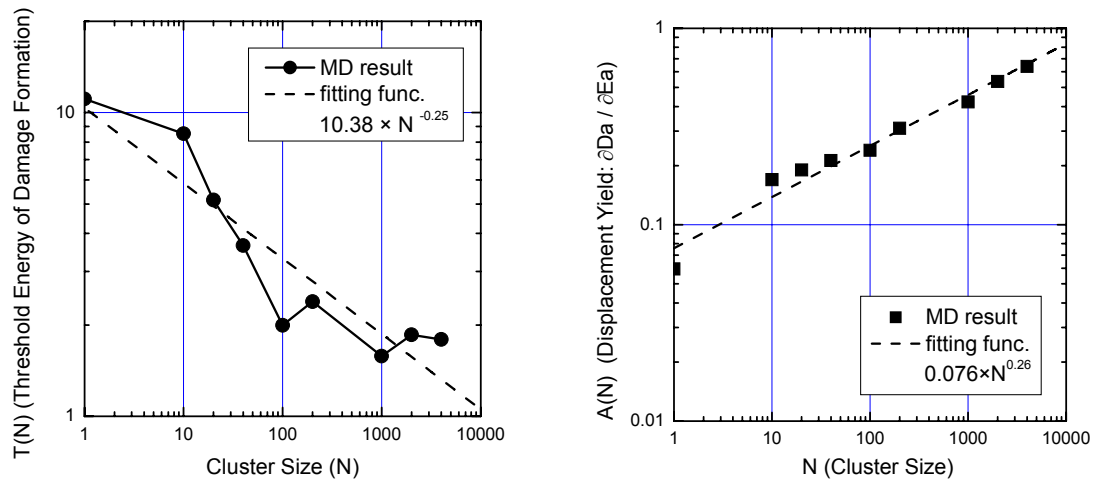 T(N) (Threshold Energy of Damage Formation)
10
1
MD result
fitting func.
10.38 × N -0.25
1 10 100 1000 10000
Cluster Size (N)
A(N) (Displacement Yield: ∂Da / ∂Ea)
1
0.1
0.01
MD result
fitting func.
0.076×N0.26
1 10 100 1000 10000
N (Cluster Size)